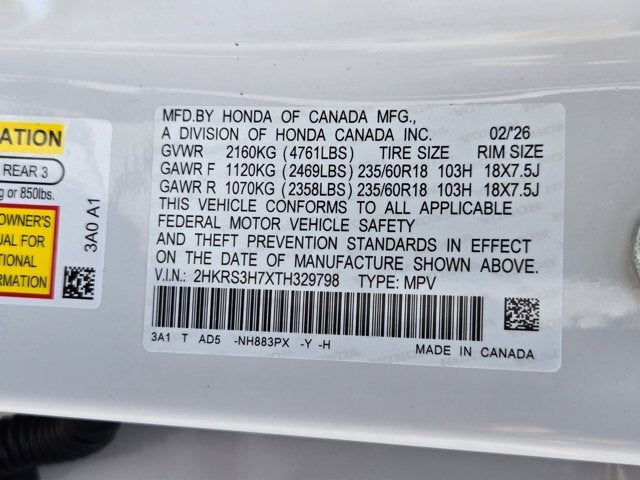 ATION
REAR 3
g or 850lbs.
OWNER'S
UAL FOR
TIONAL
RMATION
3A0 A1
MFD.BY HONDA OF CANADA MFG.,
A DIVISION OF HONDA CANADA INC. 02/'26
GVWR 2160KG (4761LBS) TIRE SIZE RIM SIZE
GAWR F 1120KG (2469LBS) 235/60R18 103H 18X7.5J
GAWR R 1070KG (2358LBS) 235/60R18 103H 18X7.5J
THIS VEHICLE CONFORMS TO ALL APPLICABLE
FEDERAL MOTOR VEHICLE SAFETY
AND THEFT PREVENTION STANDARDS IN EFFECT
ON THE DATE OF MANUFACTURE SHOWN ABOVE.
V.I.N.: 2HKRS3H7XTH329798 TYPE: MPV
3A1 T AD5 -NH883PX -Y -H
MADE IN CANADA